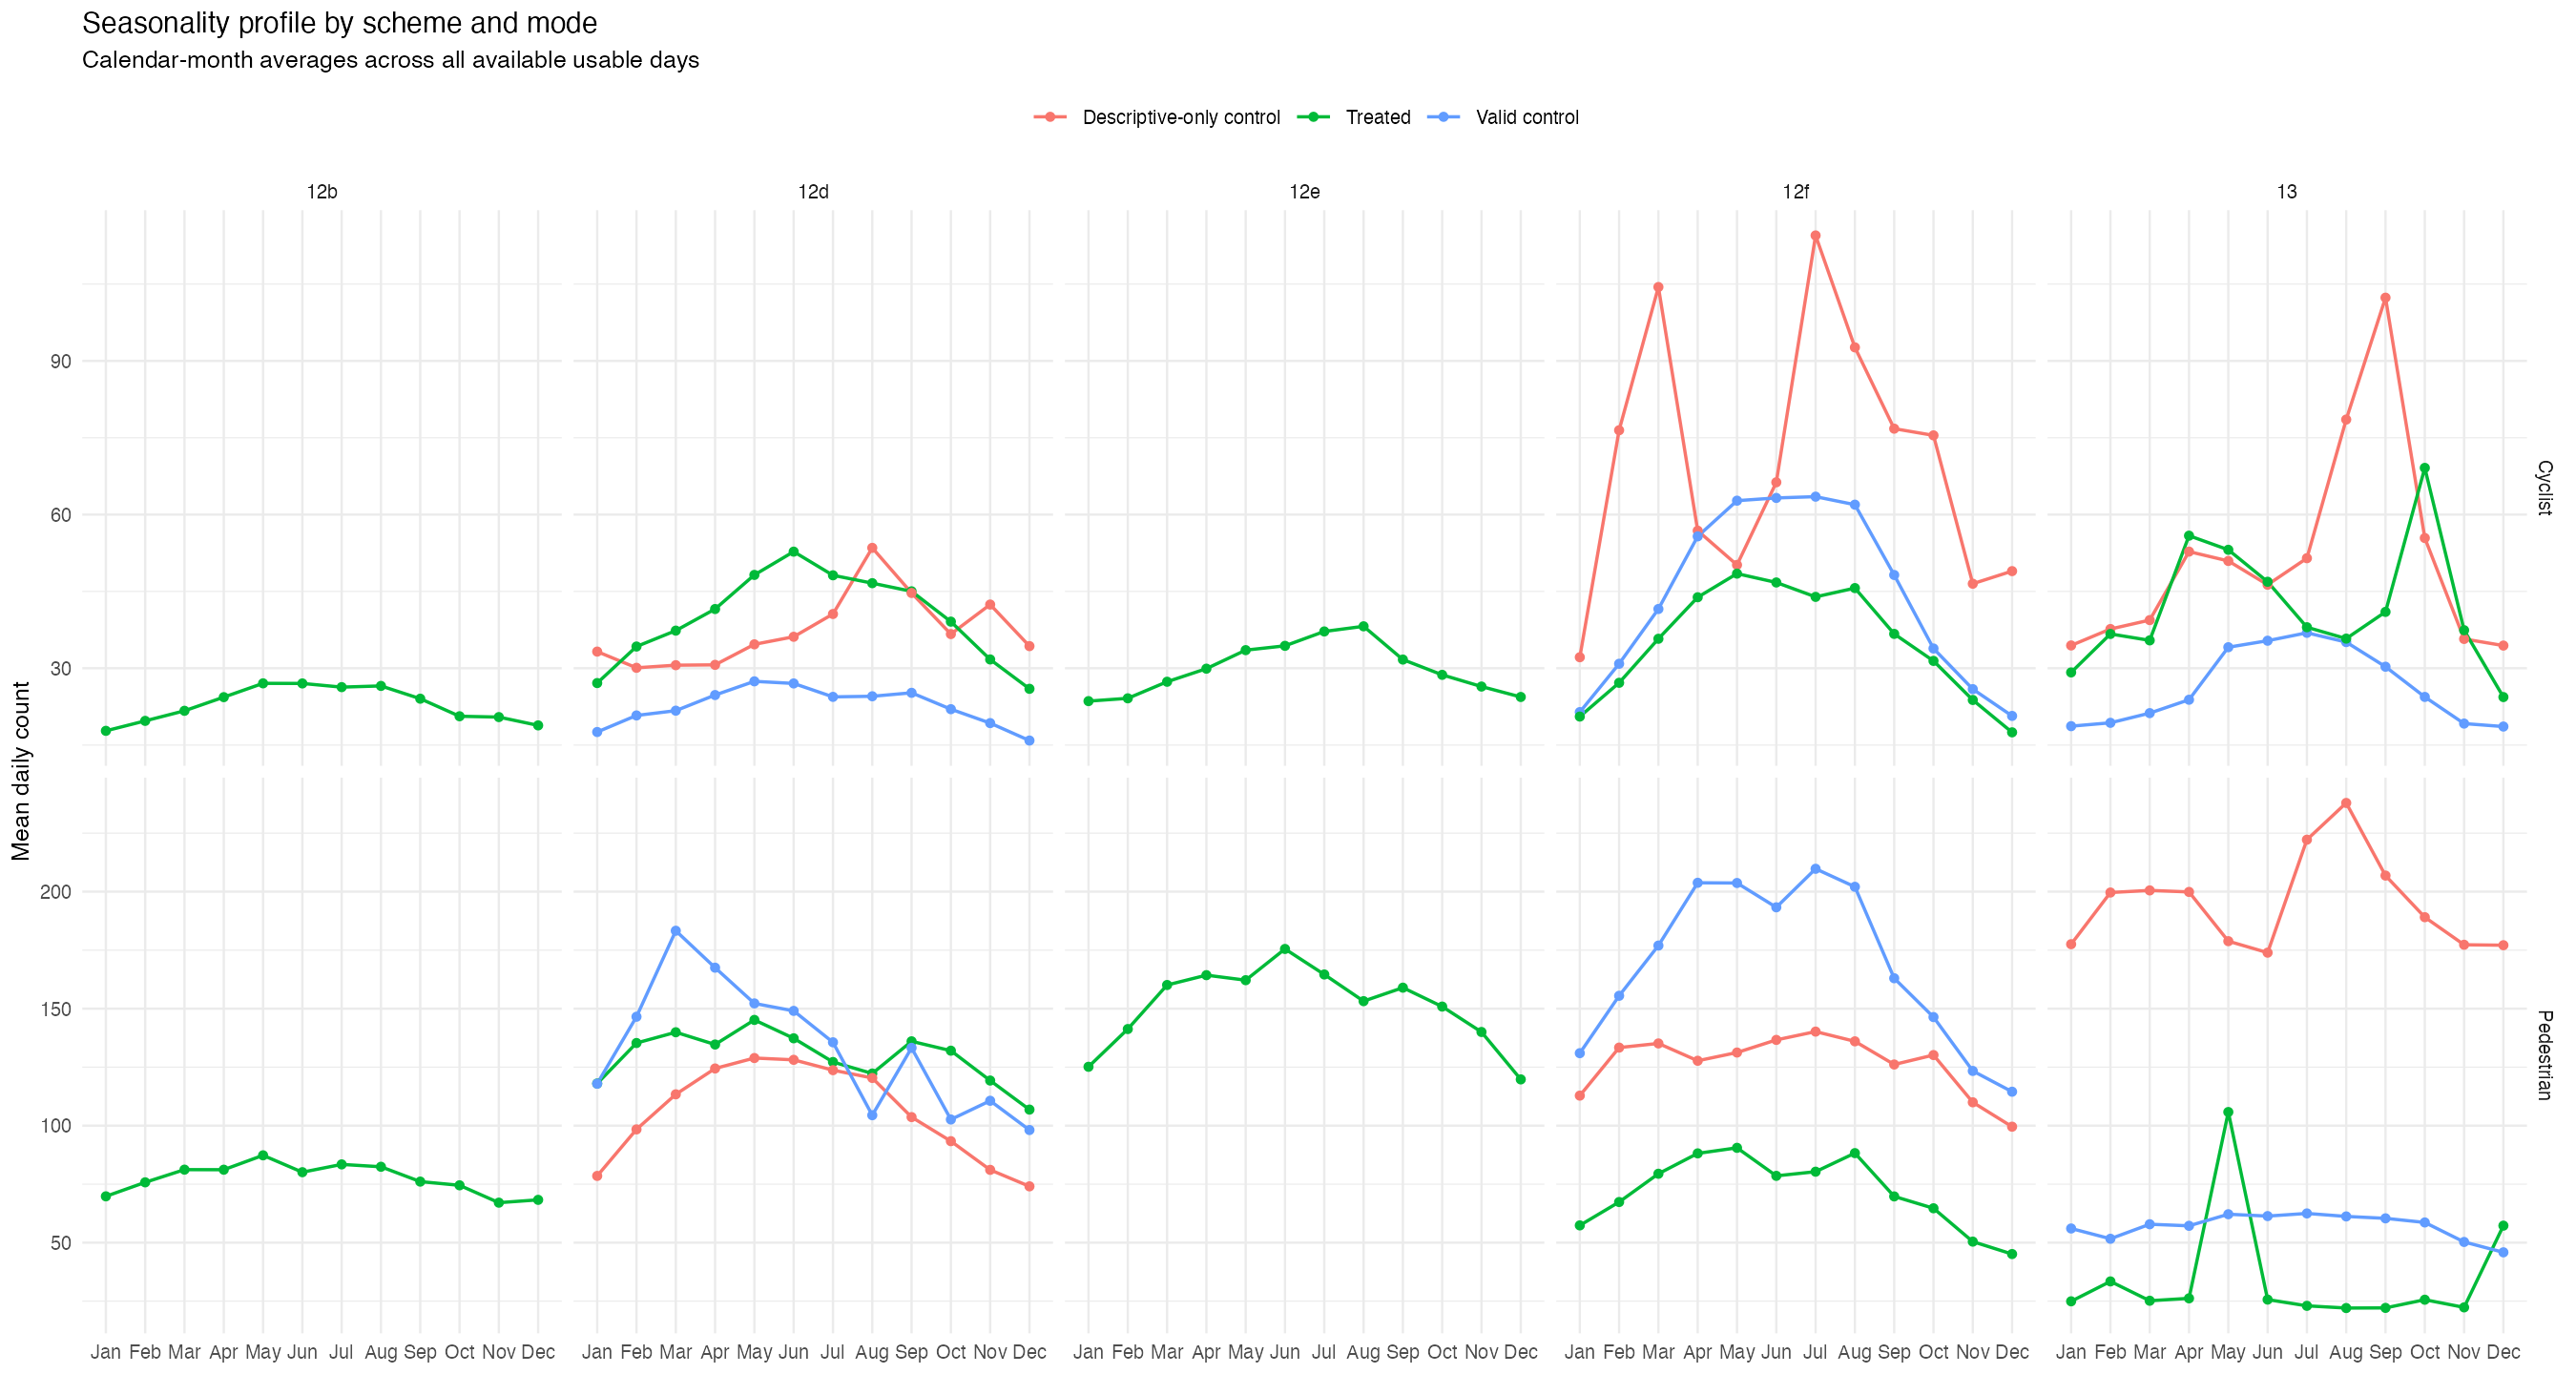 Seasonality profile by scheme and mode
Calendar-month averages across all available usable days
Descriptive-only control Treated Valid control
12b 12d 12e 12f 13
Mean daily count
90
60
30
Cyclist
200
150
100
50
Pedestrian
Jan Feb Mar Apr May Jun Jul Aug Sep Oct Nov Dec Jan Feb Mar Apr May Jun Jul Aug Sep Oct Nov Dec Jan Feb Mar Apr May Jun Jul Aug Sep Oct Nov Dec Jan Feb Mar Apr May Jun Jul Aug Sep Oct Nov Dec Jan Feb Mar Apr May Jun Jul Aug Sep Oct Nov Dec